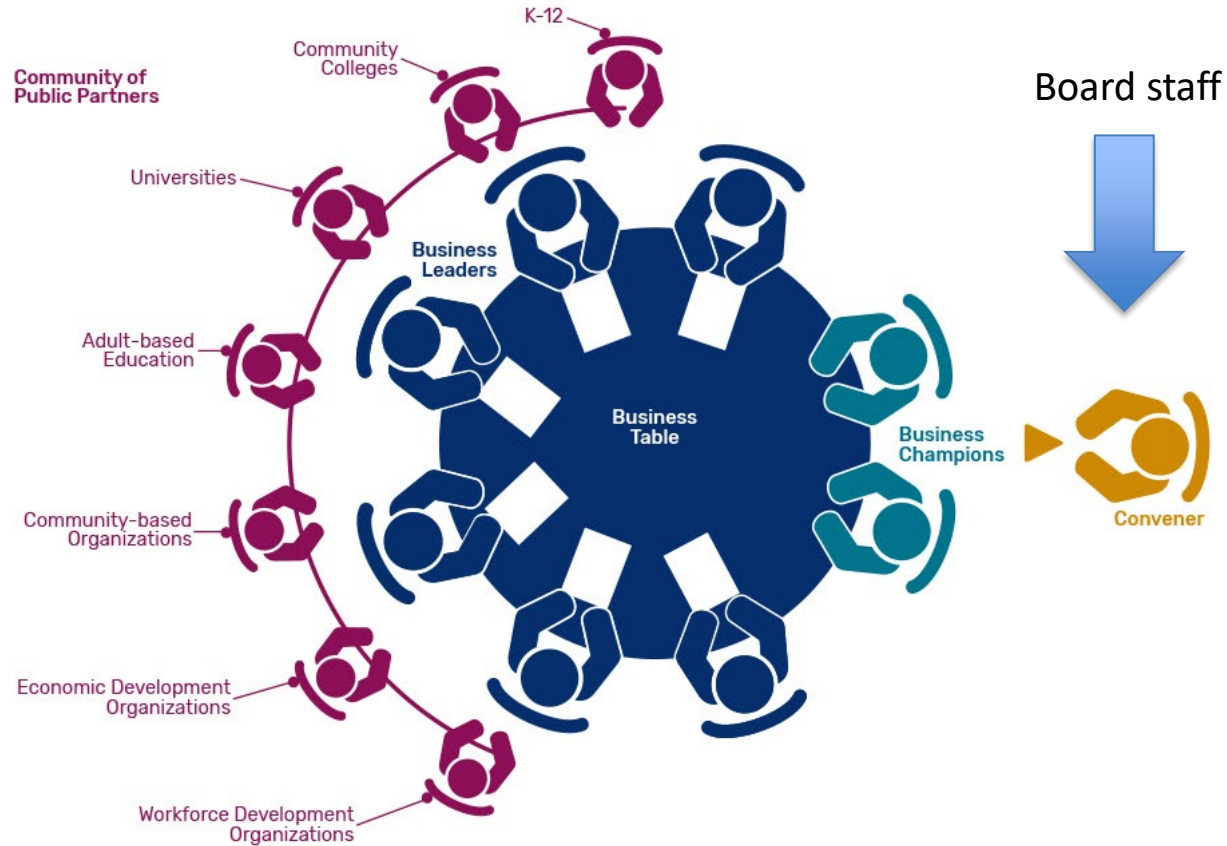 K-12
Community
Colleges
Community of
Public Partners
Board staff
Universities
Business
Leaders
Adult-based
Education
Business
Table
Business
Champions
Community-based
Organizations
Convener
Economic Development
Organizations
Workforce Development
Organizations